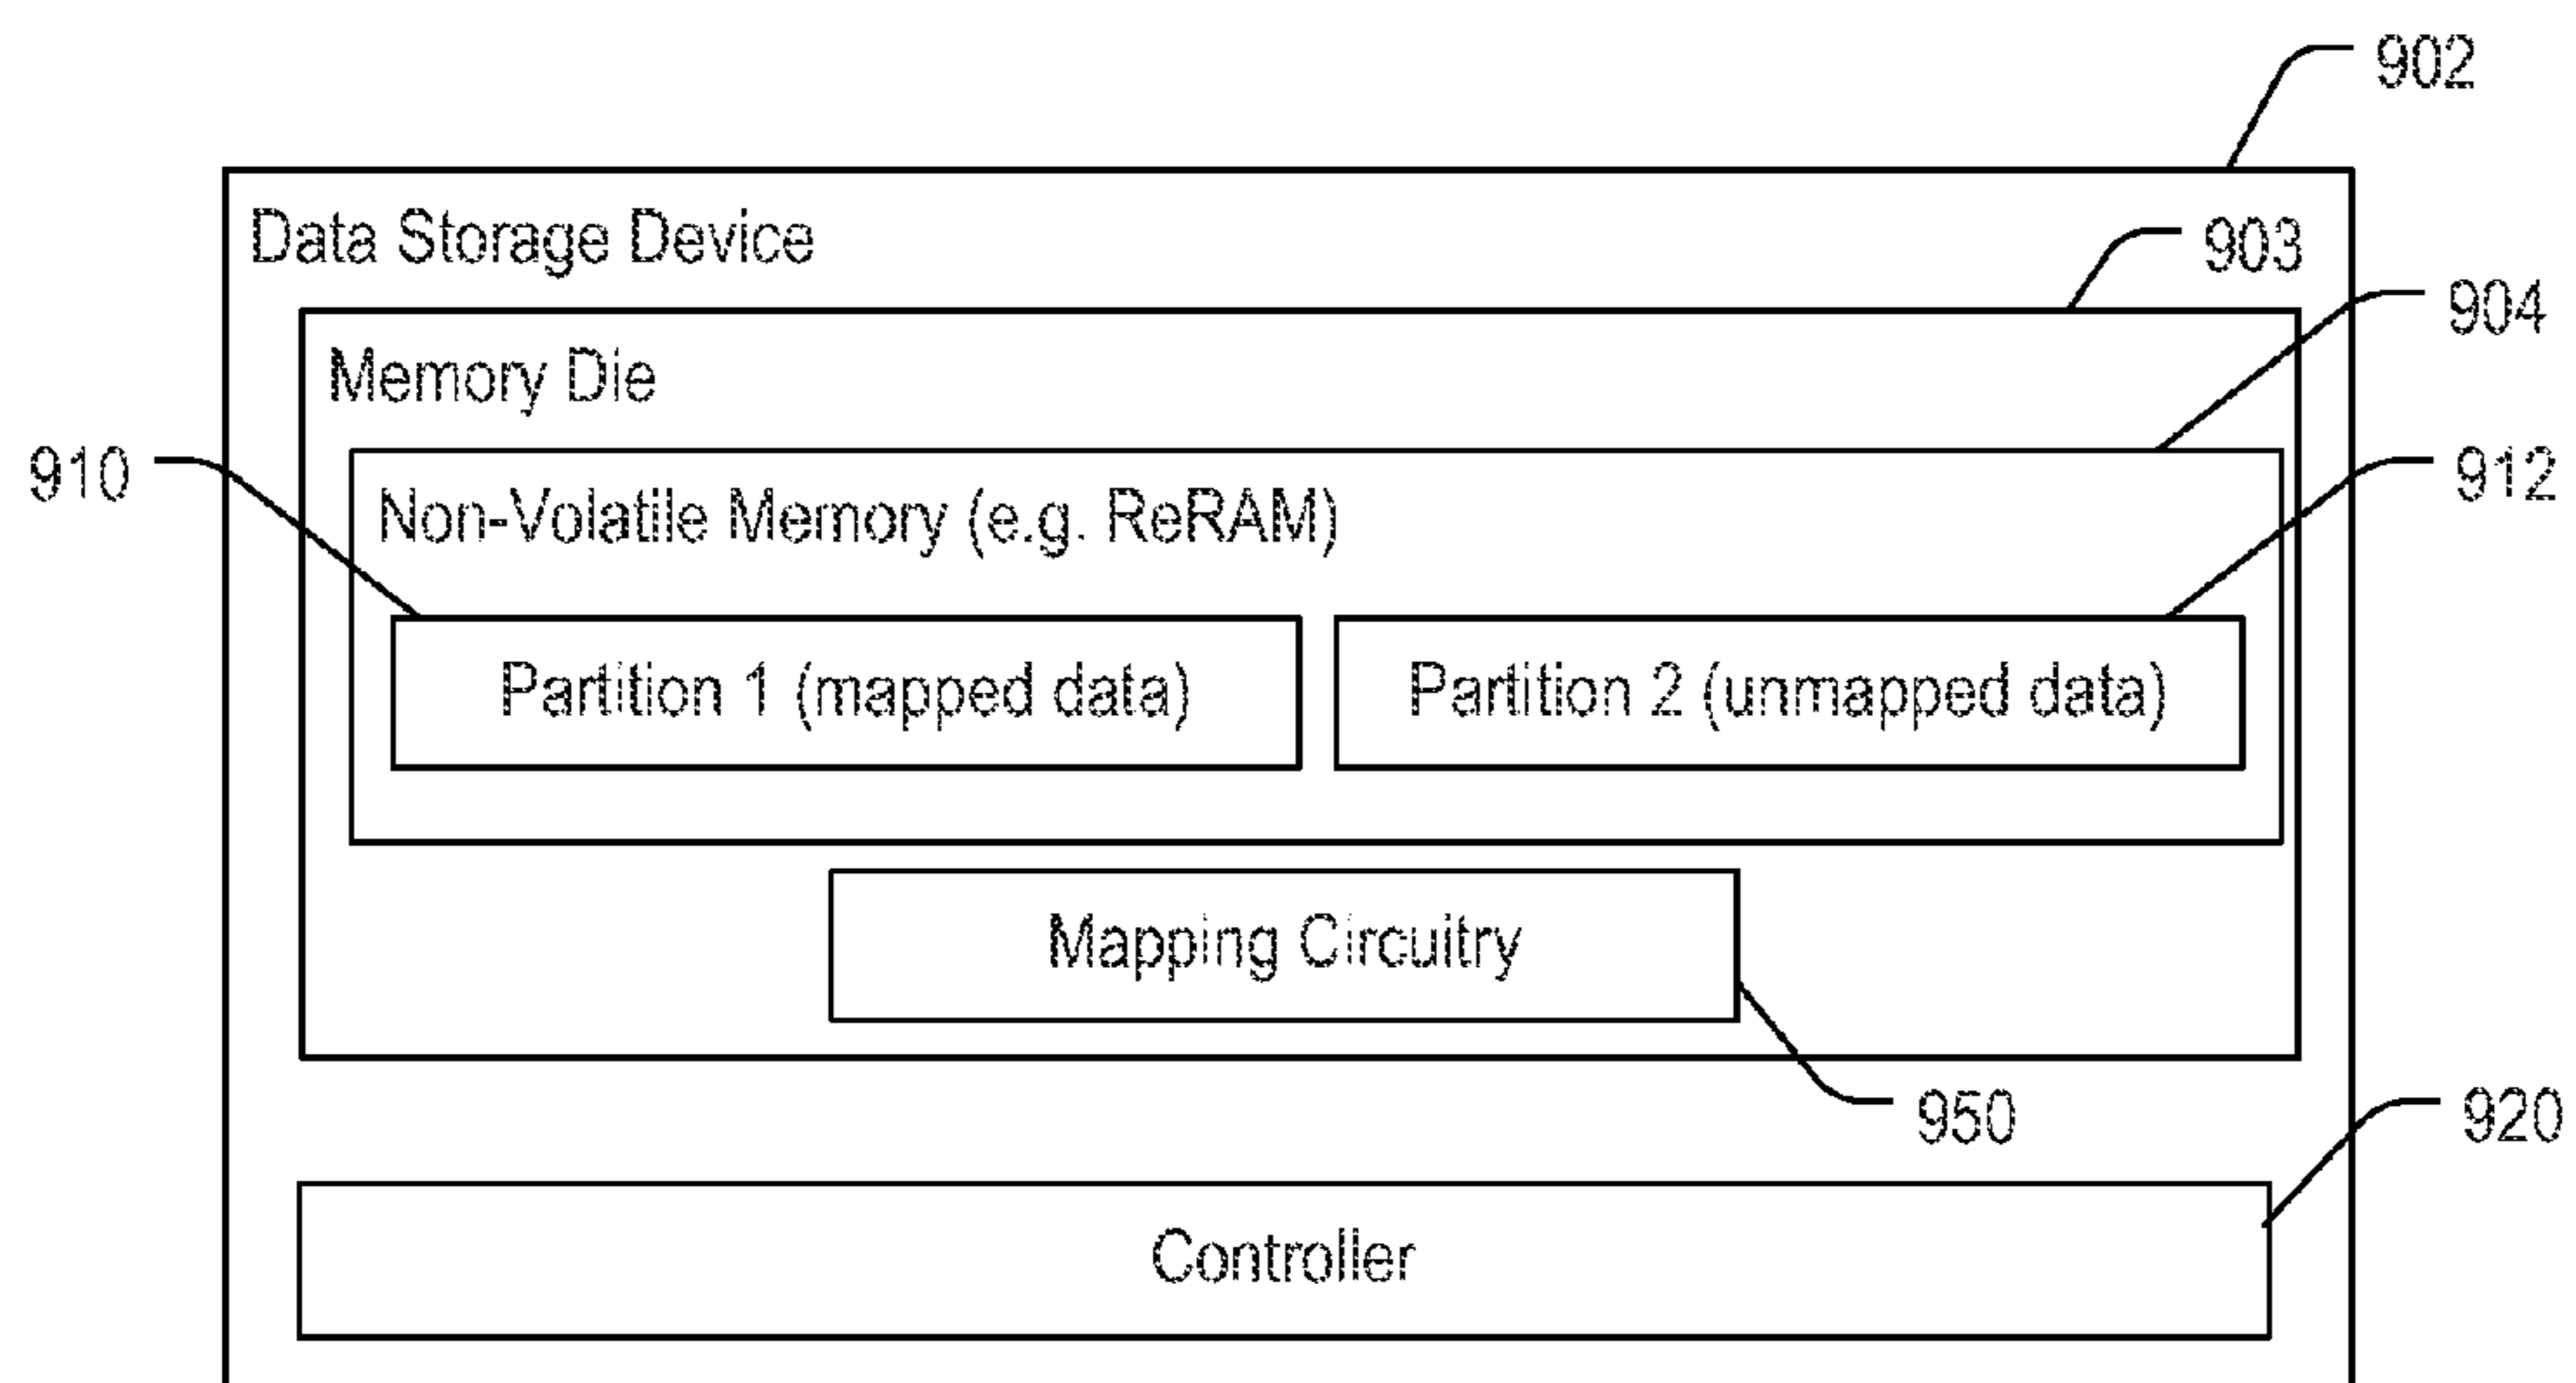 902
Data Storage Device
903
904
Memory Die
910
Non-Volatile Memory (e.g. ReRAM)
912
Partition 1 (mapped data)
Partition 2 (unmapped data)
Mapping Circuitry
950
920
Controller